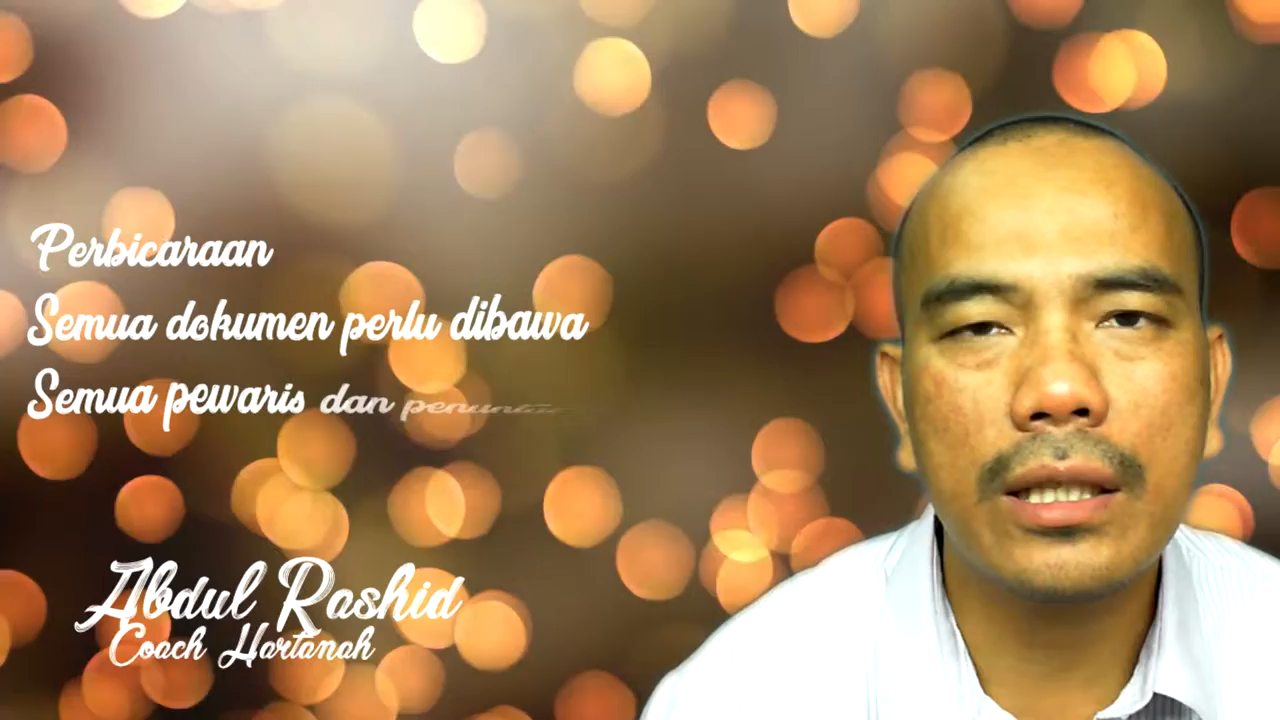 Perbicaraan
Semua dokumen perlu dibawa
Semua pewaris dan
Abdul Rashid
Coach Hartanah